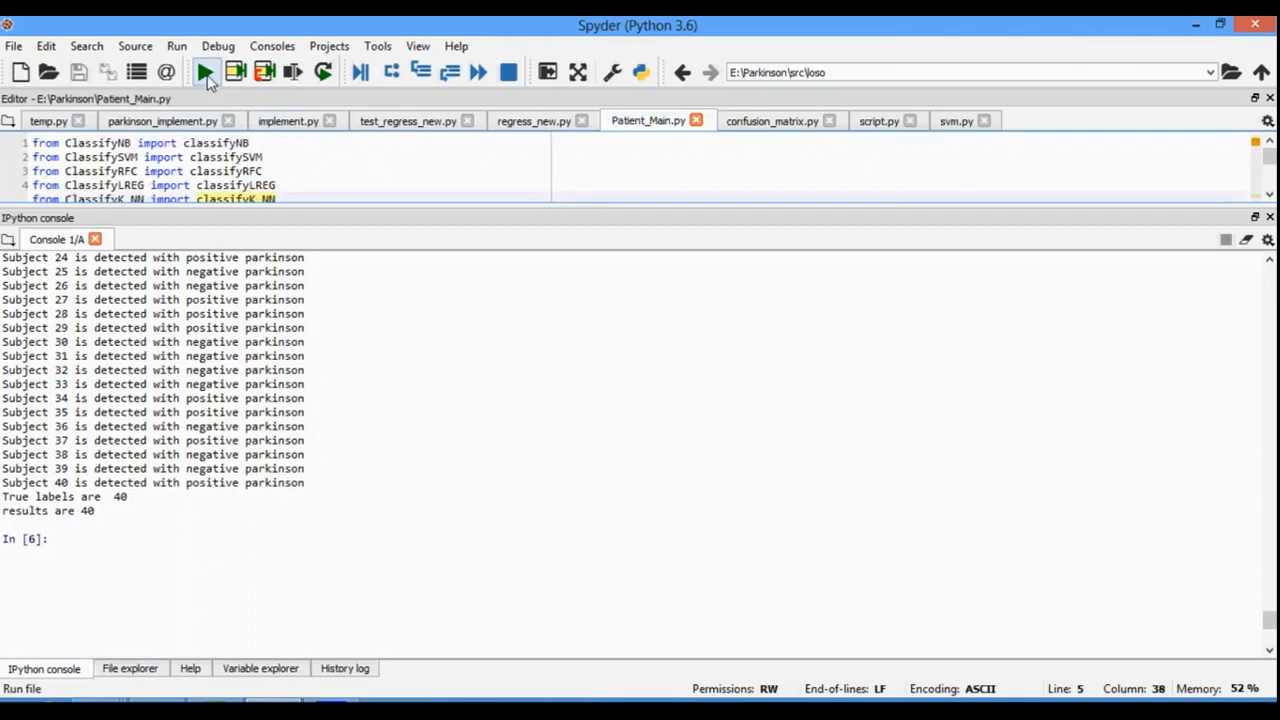 Spyder (Python 3.6)
File Edit Search Source Run Debug Consoles Projects Tools View Help
E:\Parkinson\src\loso
Editor - E:\Parkinson\Patient_Main.py
temp.py parkinson_implement.py implement.py test_regress_new.py regress_new.py Patient_Main.py confusion_matrix.py script.py svm.py
1 from ClassifyNB import classifyNB
2 from ClassifySVM import classifySVM
3 from ClassifyRFC import classifyRFC
4 from ClassifyLREG import classifyLREG
from ClassifyK_NN import classifyK_NN
IPython console
Console 1/A
Subject 24 is detected with positive parkinson
Subject 25 is detected with negative parkinson
Subject 26 is detected with negative parkinson
Subject 27 is detected with positive parkinson
Subject 28 is detected with positive parkinson
Subject 29 is detected with positive parkinson
Subject 30 is detected with negative parkinson
Subject 31 is detected with negative parkinson
Subject 32 is detected with negative parkinson
Subject 33 is detected with negative parkinson
Subject 34 is detected with positive parkinson
Subject 35 is detected with positive parkinson
Subject 36 is detected with negative parkinson
Subject 37 is detected with positive parkinson
Subject 38 is detected with negative parkinson
Subject 39 is detected with negative parkinson
Subject 40 is detected with positive parkinson
True labels are  40
results are 40
In [6]:
IPython console File explorer Help Variable explorer History log
Run file Permissions: RW End-of-lines: LF Encoding: ASCII Line: 5 Column: 38 Memory: 52 %